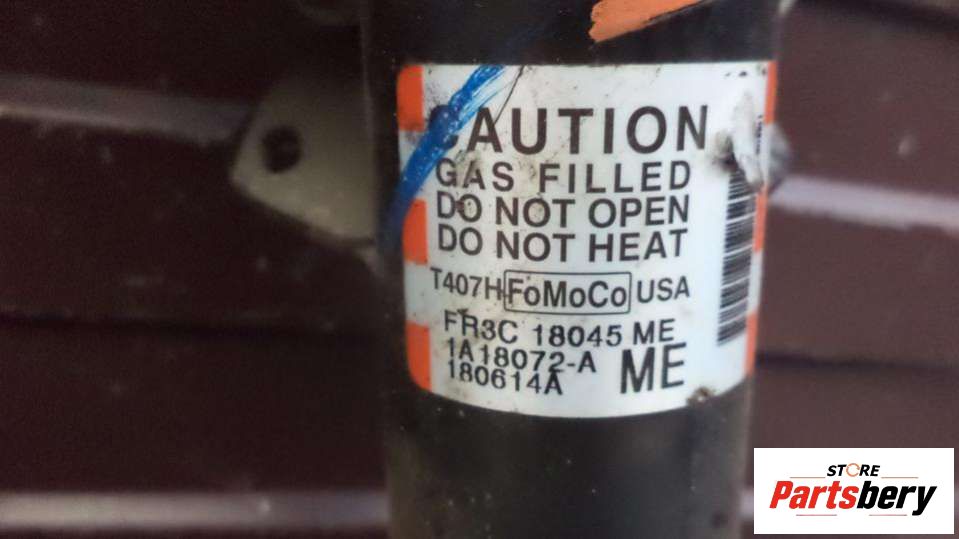 CAUTION
GAS FILLED
DO NOT OPEN
DO NOT HEAT
T407H FoMoCo USA
FR3C 18045 ME
1A18072-A
180614A ME
STORE
Partsbery